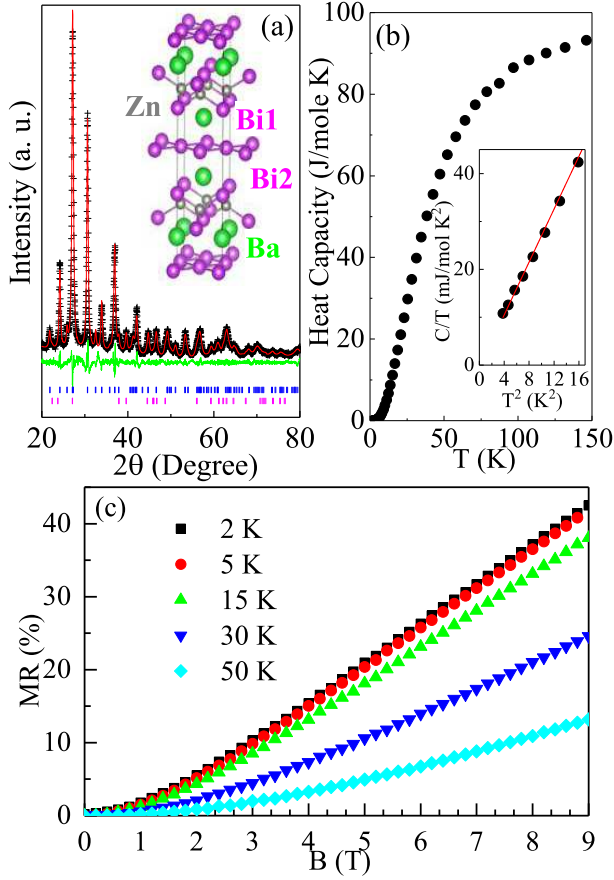 (a)
Zn
Bi1
Bi2
Ba
Intensity (a. u.)
20 40 60 80
2θ (Degree)
(b)
Heat Capacity (J/mole K)
100
90
80
70
60
50
40
30
20
10
0
0 50 100 150
T (K)
C/T (mJ/mol K²)
40
20
0
0 4 8 12 16
T² (K²)
(c)
2 K
5 K
15 K
30 K
50 K
MR (%)
40
30
20
10
0
0 1 2 3 4 5 6 7 8 9
B (T)